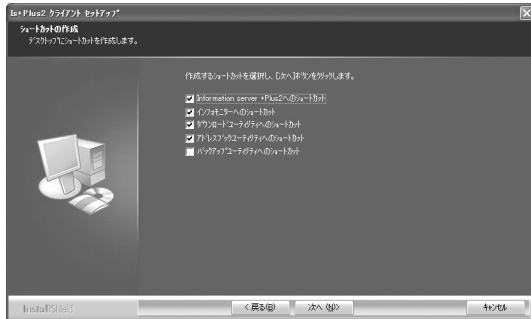 Is+Plus2 クライアント セットアップ
ショートカットの作成
デスクトップにショートカットを作成します。
作成するショートカットを選択し、[次へ]ボタンをクリックします。
Information server +Plus2へのショートカット
インフォモニターへのショートカット
ダウンロードユーティリティへのショートカット
アドレスブックユーティリティへのショートカット
バックアップユーティリティへのショートカット
InstallShield
< 戻る(B)
次へ (N)>
キャンセル